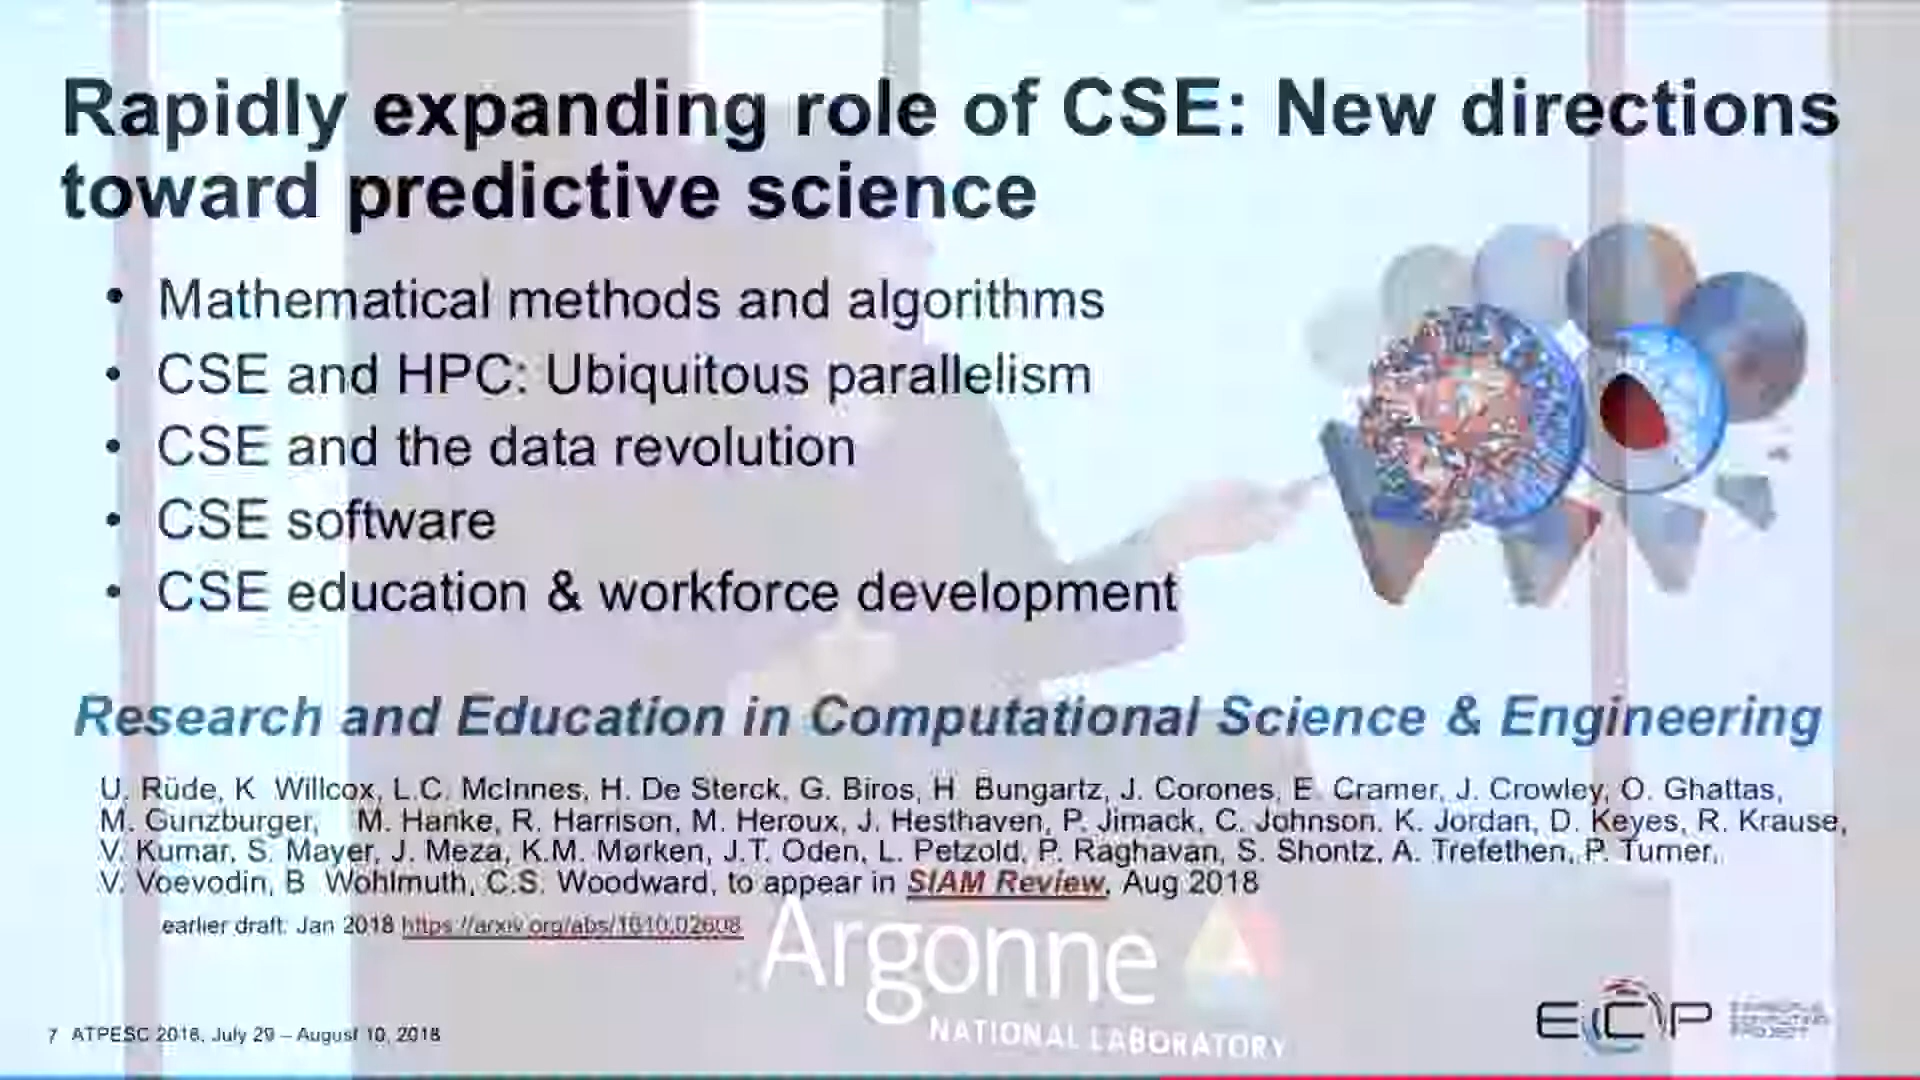 Rapidly expanding role of CSE: New directions
toward predictive science
• Mathematical methods and algorithms
• CSE and HPC: Ubiquitous parallelism
• CSE and the data revolution
• CSE software
• CSE education & workforce development
Research and Education in Computational Science & Engineering
U. Rüde, K. Willcox, L.C. McInnes, H. De Sterck, G. Biros, H. Bungartz, J. Corones, E. Cramer, J. Crowley, O. Ghattas,
M. Gunzburger, M. Hanke, R. Harrison, M. Heroux, J. Hesthaven, P. Jimack, C. Johnson, K. Jordan, D. Keyes, R. Krause,
V. Kumar, S. Mayer, J. Meza, K.M. Mørken, J.T. Oden, L. Petzold, P. Raghavan, S. Shontz, A. Trefethen, P. Turner,
V. Voevodin, B. Wohlmuth, C.S. Woodward, to appear in SIAM Review, Aug 2018
earlier draft: Jan 2018 https://arxiv.org/abs/1610.02608
Argonne
NATIONAL LABORATORY
7 ATPESC 2018, July 29 – August 10, 2018
ECP